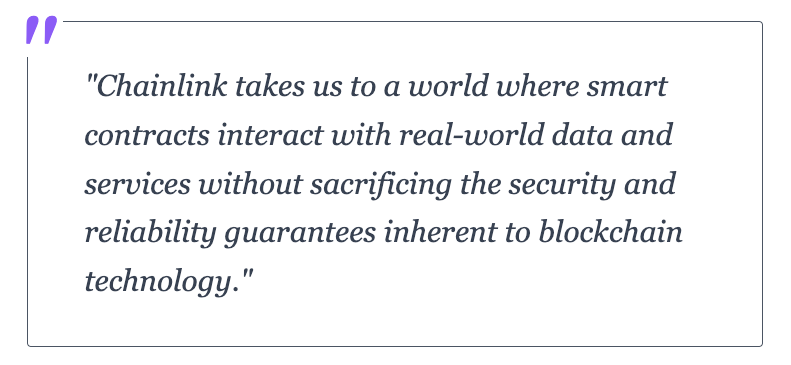 "Chainlink takes us to a world where smart
contracts interact with real-world data and
services without sacrificing the security and
reliability guarantees inherent to blockchain
technology."